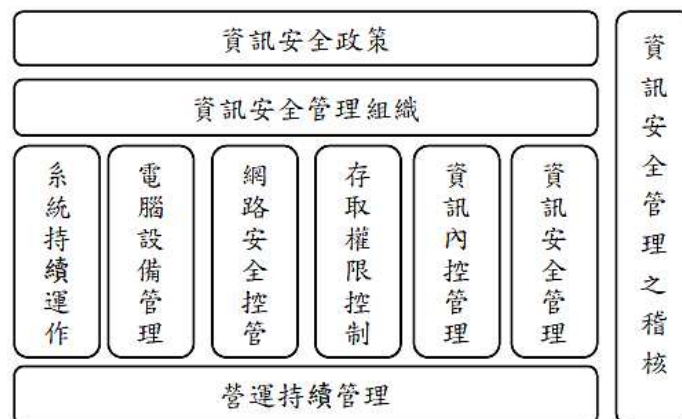 資訊安全政策
資訊安全管理組織
系統持續運作
電腦設備管理
網路安全控管
存取權限控制
資訊內控管理
資訊安全管理
營運持續管理
資訊安全管理之稽核